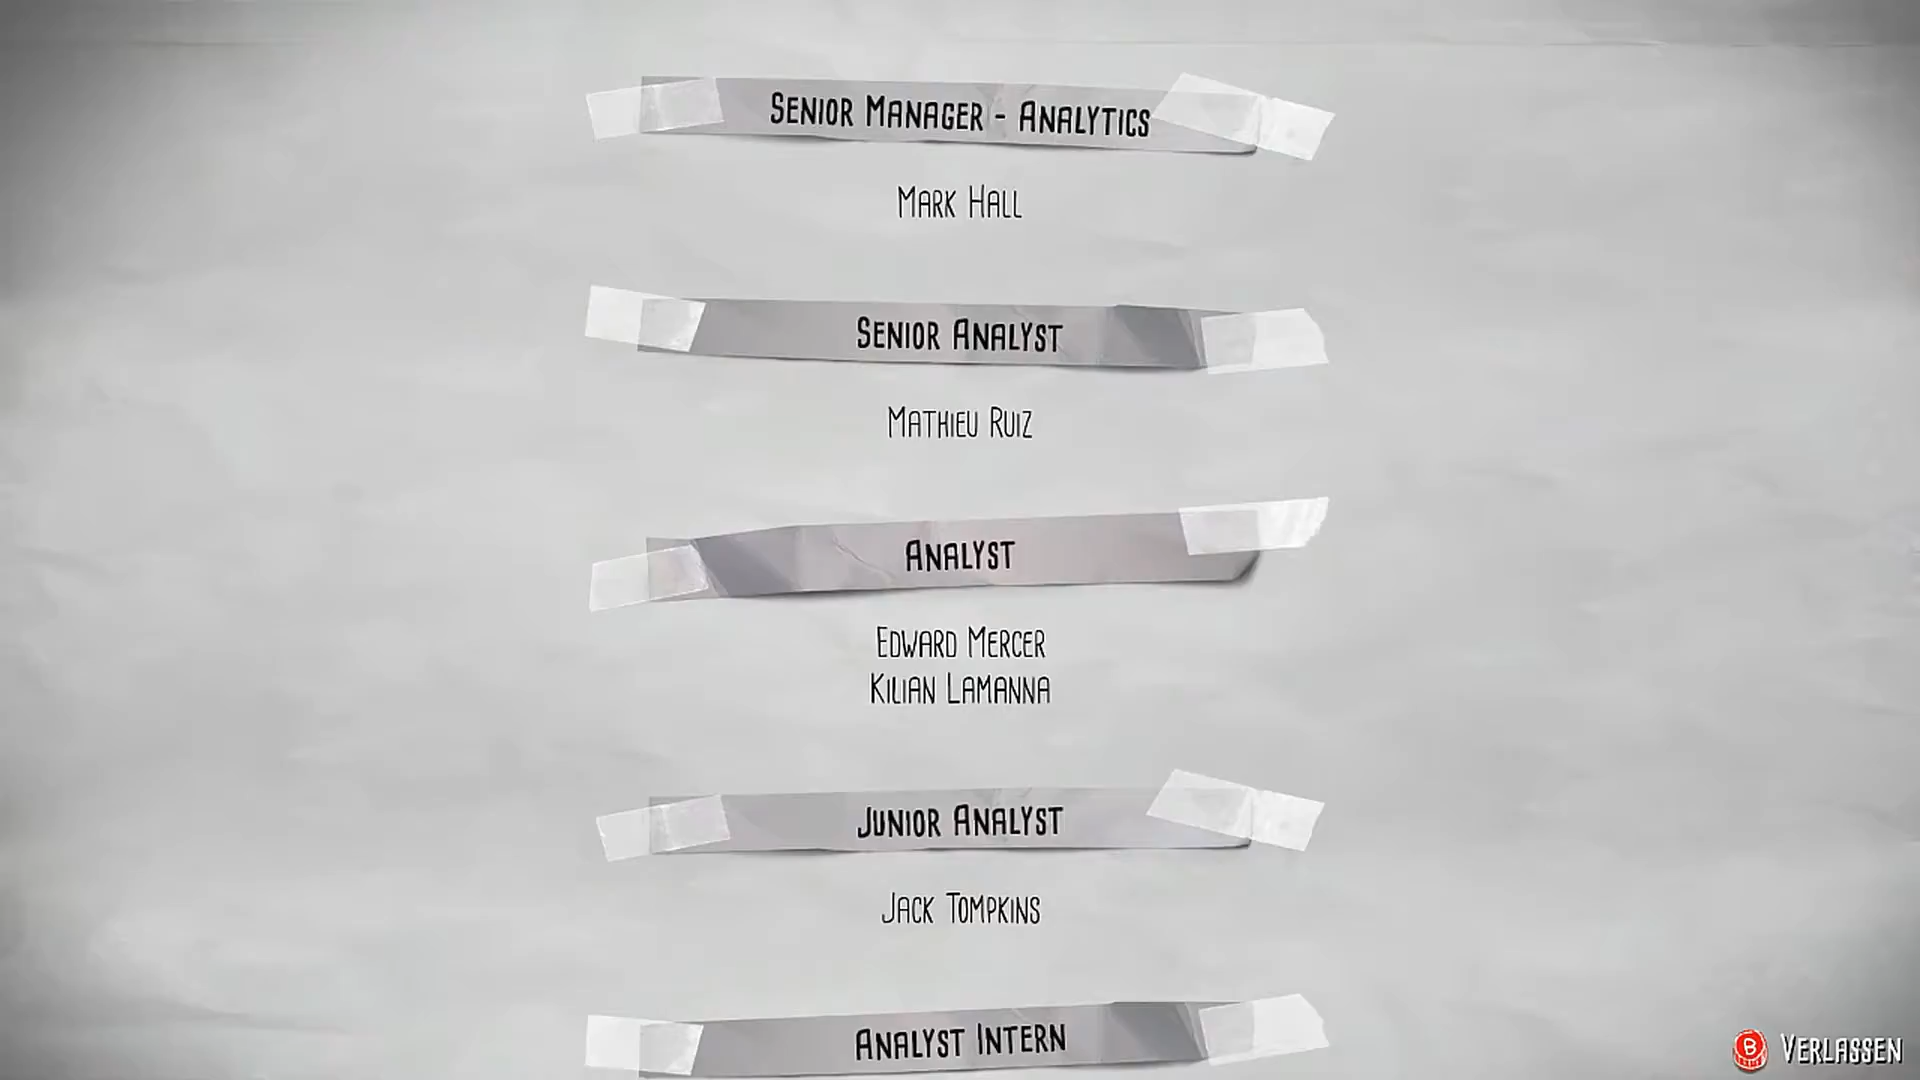 Senior Manager - Analytics
Mark Hall
Senior Analyst
Mathieu Ruiz
Analyst
Edward Mercer
Kilian Lamanna
Junior Analyst
Jack Tompkins
Analyst Intern
B Verlassen